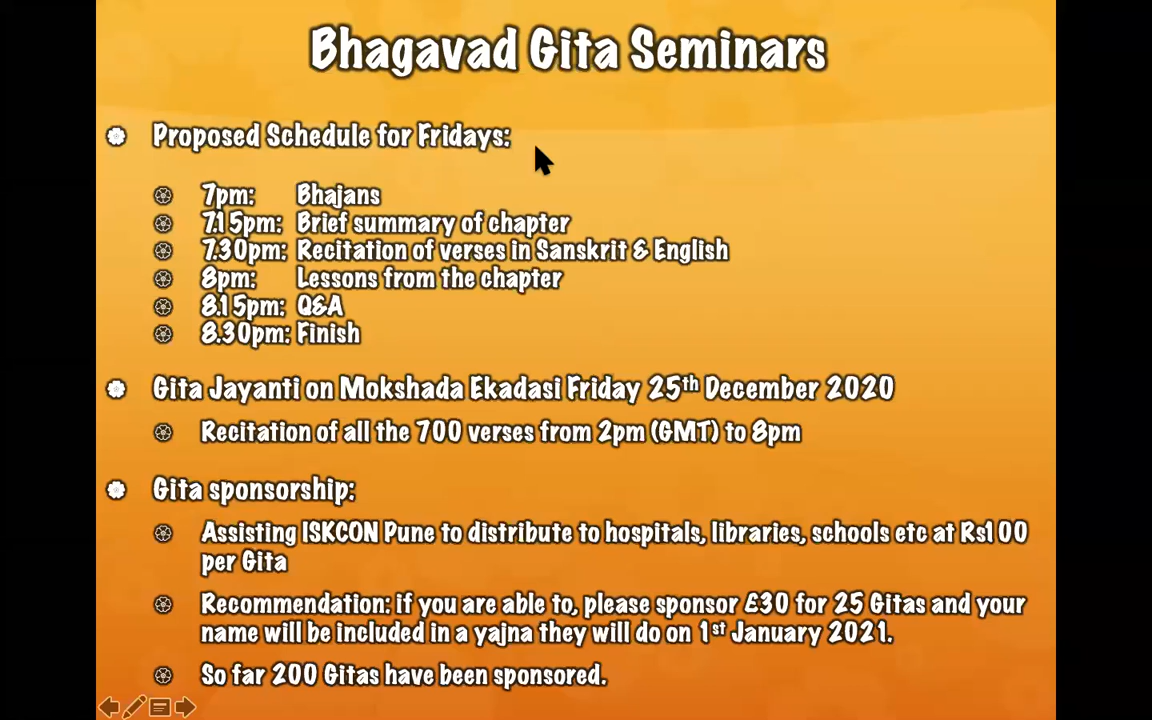 Bhagavad Gita Seminars
Proposed Schedule for Fridays:
7pm: Bhajans
7.15pm: Brief summary of chapter
7.30pm: Recitation of verses in Sanskrit & English
8pm: Lessons from the chapter
8.15pm: Q&A
8.30pm: Finish
Gita Jayanti on Mokshada Ekadasi Friday 25th December 2020
Recitation of all the 700 verses from 2pm (GMT) to 8pm
Gita sponsorship:
Assisting ISKCON Pune to distribute to hospitals, libraries, schools etc at Rs100
per Gita
Recommendation: if you are able to, please sponsor £30 for 25 Gitas and your
name will be included in a yajna they will do on 1st January 2021.
So far 200 Gitas have been sponsored.